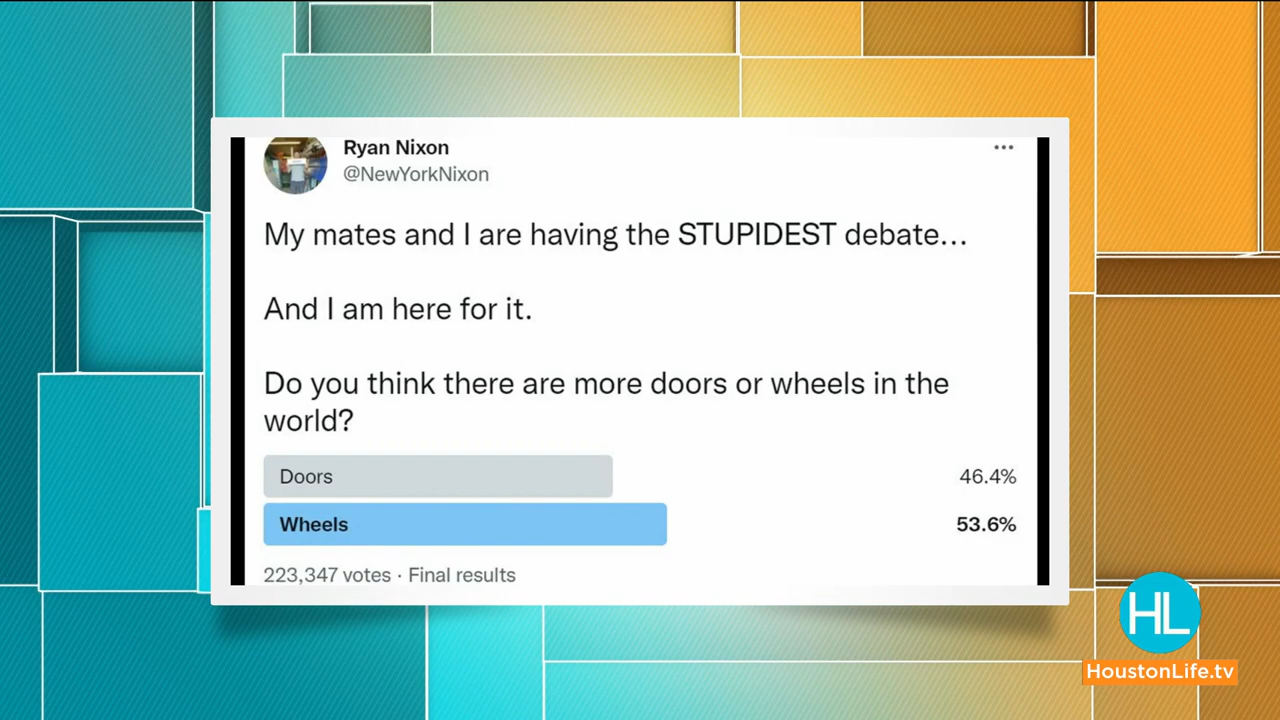 Ryan Nixon
@NewYorkNixon
My mates and I are having the STUPIDEST debate...
And I am here for it.
Do you think there are more doors or wheels in the
world?
Doors 46.4%
Wheels 53.6%
223,347 votes · Final results
HL
HoustonLife.tv